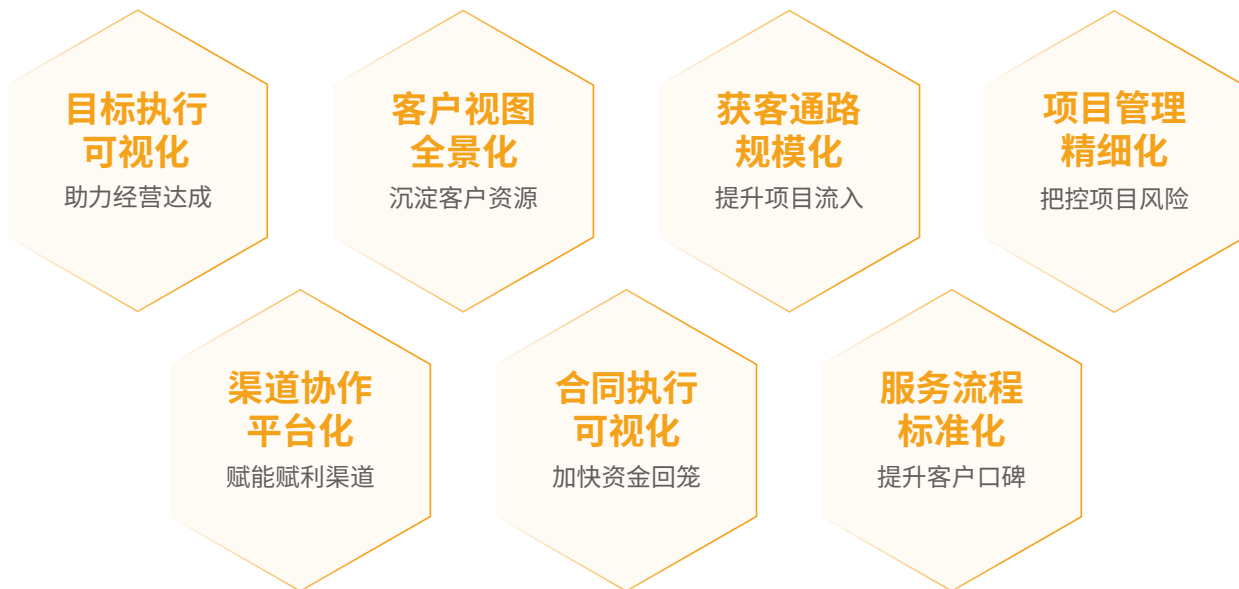 目标执行
可视化
助力经营达成
客户视图
全景化
沉淀客户资源
获客通路
规模化
提升项目流入
项目管理
精细化
把控项目风险
渠道协作
平台化
赋能赋利渠道
合同执行
可视化
加快资金回笼
服务流程
标准化
提升客户口碑